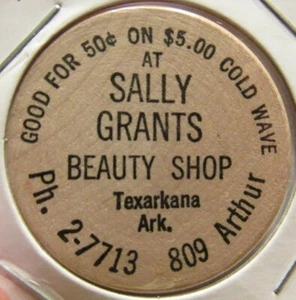 GOOD FOR 50¢ ON $5.00 COLD WAVE
AT
SALLY
GRANTS
BEAUTY SHOP
Texarkana
Ark.
Ph. 2-7713 809 Arthur